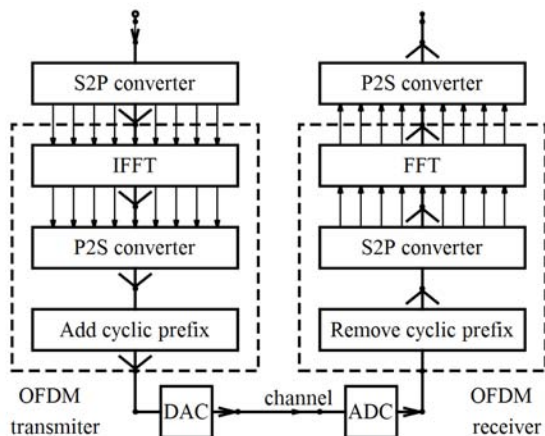 S2P converter
IFFT
P2S converter
Add cyclic prefix
OFDM
transmiter
DAC
channel
ADC
P2S converter
FFT
S2P converter
Remove cyclic prefix
OFDM
receiver